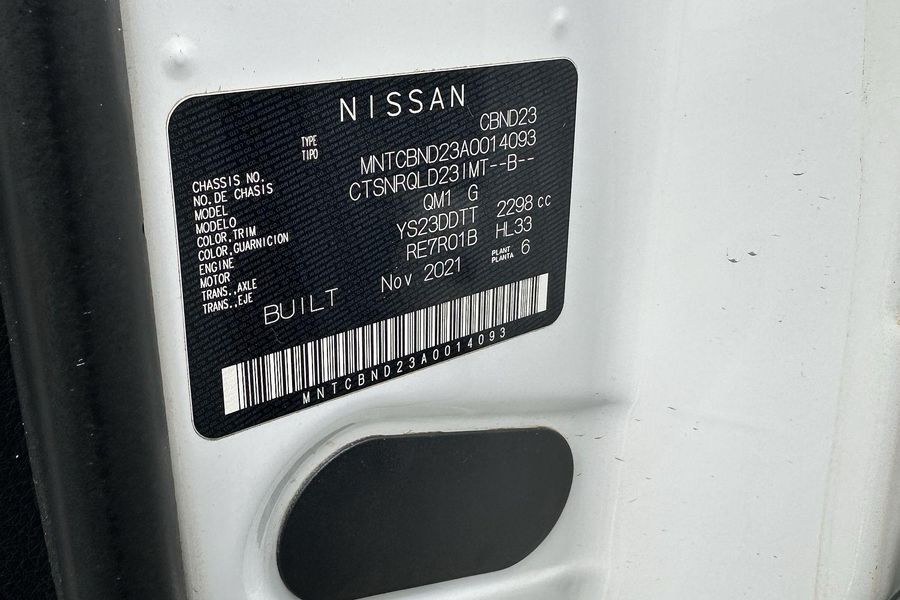 NISSAN
TYPE CBND23
TIPO
CHASSIS NO. MNTCBND23A0014093
NO. DE CHASIS
MODEL CTSNRQLD23IMT--B--
MODELO
COLOR,TRIM QM1 G
COLOR,GUARNICION
ENGINE YS23DDTT 2298 cc
MOTOR
TRANS.,AXLE RE7R01B HL33
TRANS.,EJE
PLANT 6
PLANTA
BUILT Nov 2021
MNTCBND23A0014093